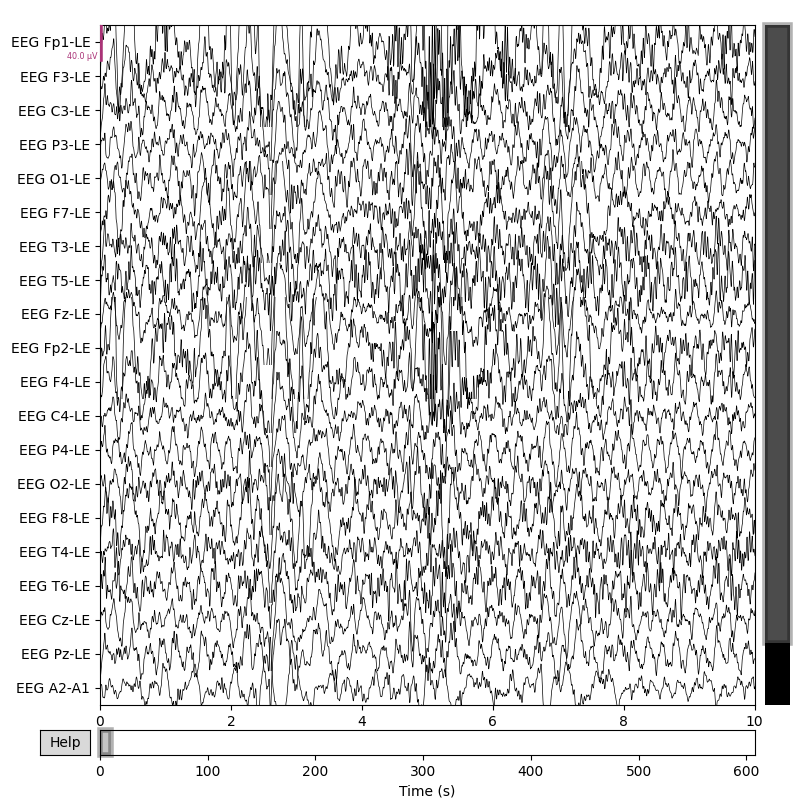 EEG Fp1-LE
40.0 µV
EEG F3-LE
EEG C3-LE
EEG P3-LE
EEG O1-LE
EEG F7-LE
EEG T3-LE
EEG T5-LE
EEG Fz-LE
EEG Fp2-LE
EEG F4-LE
EEG C4-LE
EEG P4-LE
EEG O2-LE
EEG F8-LE
EEG T4-LE
EEG T6-LE
EEG Cz-LE
EEG Pz-LE
EEG A2-A1
0 2 4 6 8 10
Help
0 100 200 300 400 500 600
Time (s)